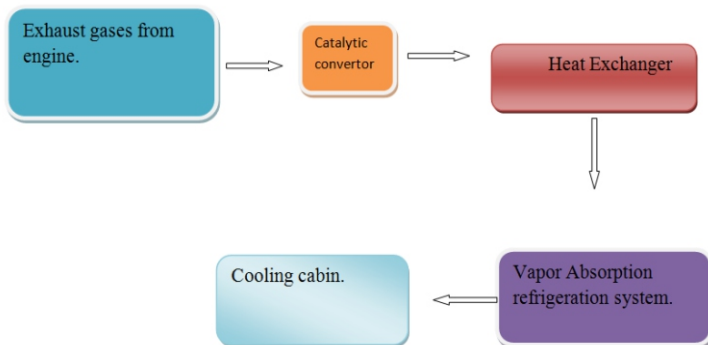 Exhaust gases from
engine.
Catalytic
convertor
Heat Exchanger
Vapor Absorption
refrigeration system.
Cooling cabin.